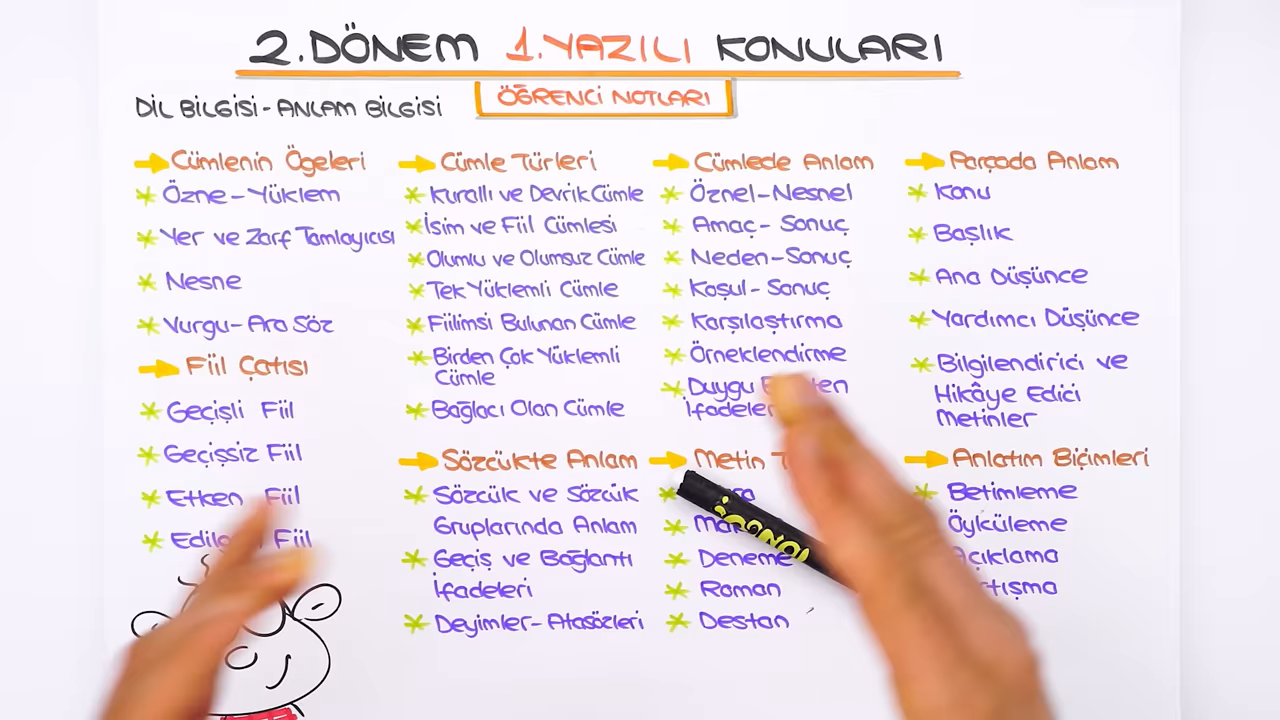 2.DÖNEM 1.YAZILI KONULARI
ÖĞRENCİ NOTLARI
DİL BİLGİSİ-ANLAM BİLGİSİ
Cümlenin Ögeleri
Özne-Yüklem
Yer ve Zarf Tamlayıcısı
Nesne
Vurgu-Ara Söz
Fiil Çatısı
Geçişli Fiil
Geçişsiz Fiil
Etken Fiil
Fiil
Cümle Türleri
Kurallı ve Devrik Cümle
İsim ve Fiil Cümlesi
Olumlu ve Olumsuz Cümle
Tek Yüklemli Cümle
Fiilimsi Bulunan Cümle
Birden Çok Yüklemli
Cümle
Bağlacı Olan Cümle
Sözcükte Anlam
Sözcük ve Sözcük
Gruplarında Anlam
Geçiş ve Bağlantı
İfadeleri
Deyimler-Atasözleri
Cümlede Anlam
Öznel-Nesnel
Amaç-Sonuç
Neden-Sonuç
Koşul-Sonuç
Karşılaştırma
Örneklendirme
Duygu
İfadeler
Metin
Deneme
Roman
Destan
Parçada Anlam
Konu
Başlık
Ana Düşünce
Yardımcı Düşünce
Bilgilendirici ve
Hikâye Edici
Metinler
Anlatım Biçimleri
Betimleme
Öyküleme
Açıklama